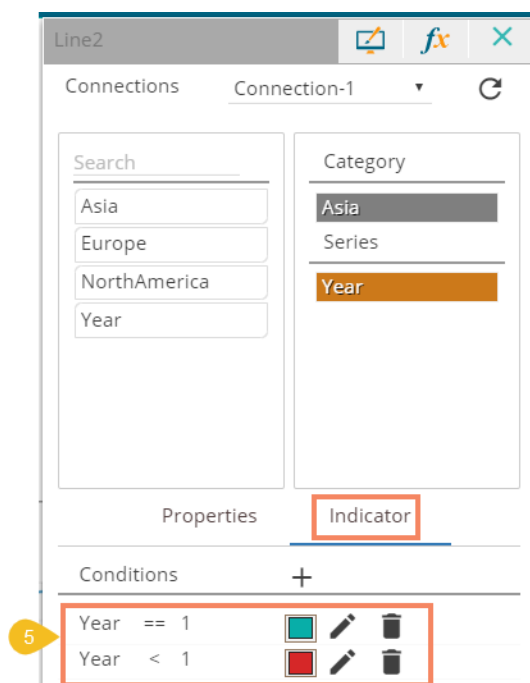 Line2 fx
Connections Connection-1
Search
Asia
Europe
NorthAmerica
Year
Category
Asia
Series
Year
Properties Indicator
Conditions +
5
Year == 1
Year < 1